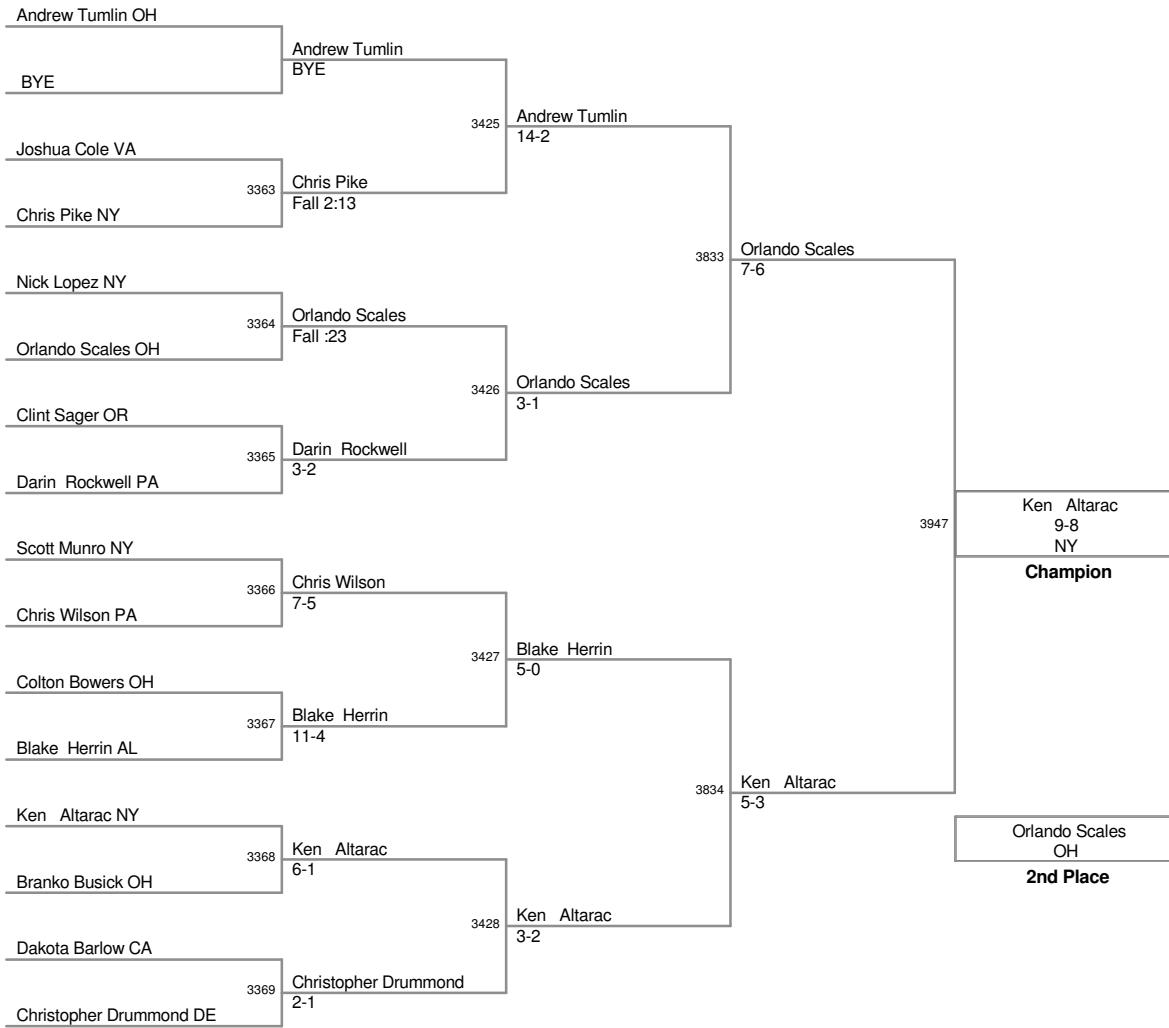 Andrew Tumlin OH
BYE
Joshua Cole VA
Chris Pike NY
Nick Lopez NY
Orlando Scales OH
Clint Sager OR
Darin Rockwell PA
Scott Munro NY
Chris Wilson PA
Colton Bowers OH
Blake Herrin AL
Ken Altarac NY
Branko Busick OH
Dakota Barlow CA
Christopher Drummond DE
Andrew Tumlin
BYE
3363
Chris Pike
Fall 2:13
3364
Orlando Scales
Fall :23
3365
Darin Rockwell
3-2
3366
Chris Wilson
7-5
3367
Blake Herrin
11-4
3368
Ken Altarac
6-1
3369
Christopher Drummond
2-1
3425
Andrew Tumlin
14-2
3426
Orlando Scales
3-1
3427
Blake Herrin
5-0
3428
Ken Altarac
3-2
3833
Orlando Scales
7-6
3834
Ken Altarac
5-3
3947
Ken Altarac
9-8
NY
Champion
Orlando Scales
OH
2nd Place